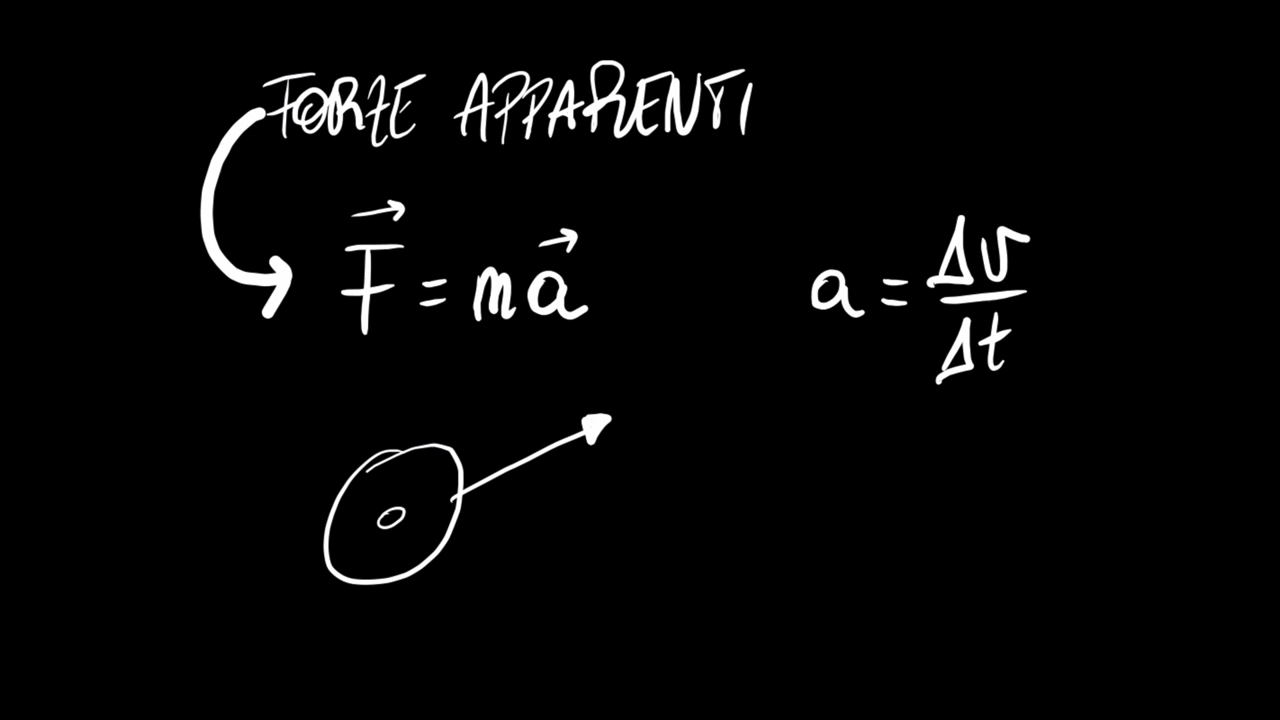 FORZE APPARENTI
F⃗ = ma⃗
a = Δv/Δt